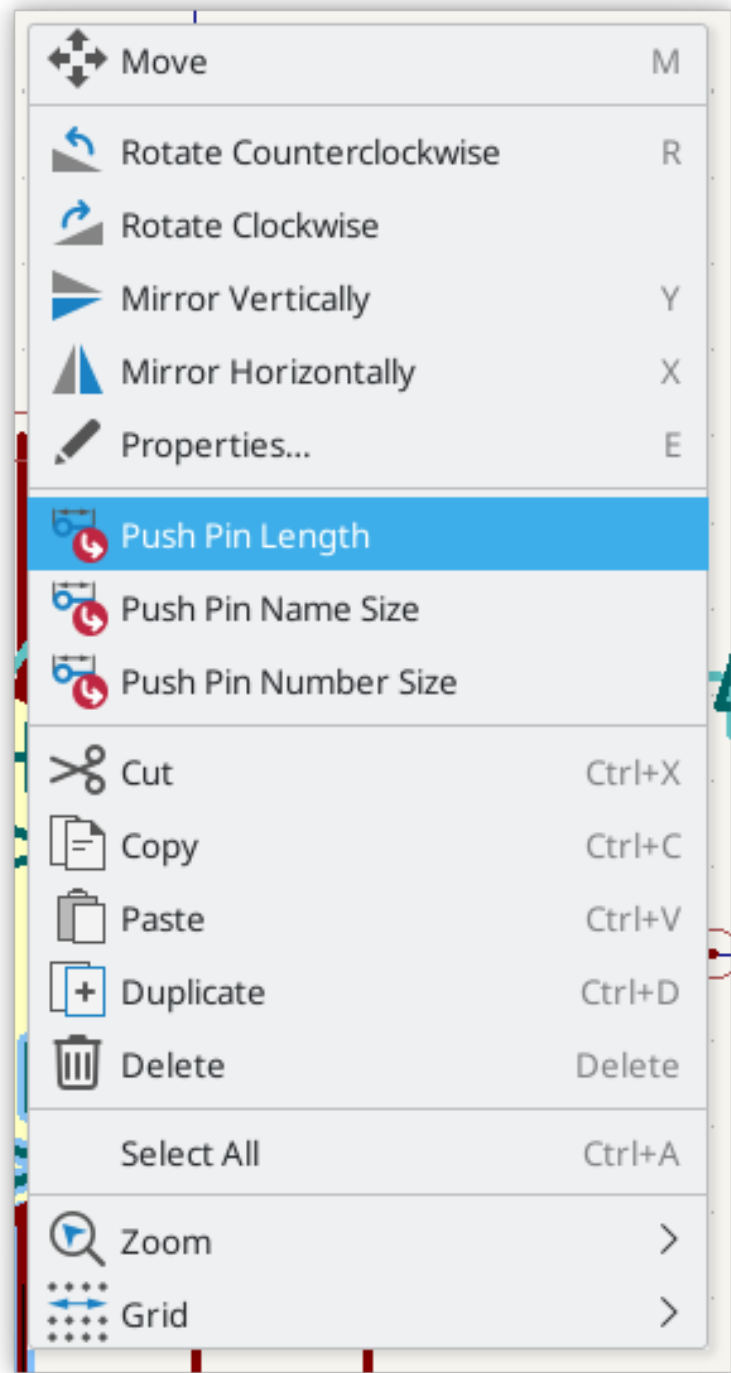 Move M
Rotate Counterclockwise R
Rotate Clockwise
Mirror Vertically Y
Mirror Horizontally X
Properties... E
Push Pin Length
Push Pin Name Size
Push Pin Number Size
Cut Ctrl+X
Copy Ctrl+C
Paste Ctrl+V
Duplicate Ctrl+D
Delete Delete
Select All Ctrl+A
Zoom
Grid